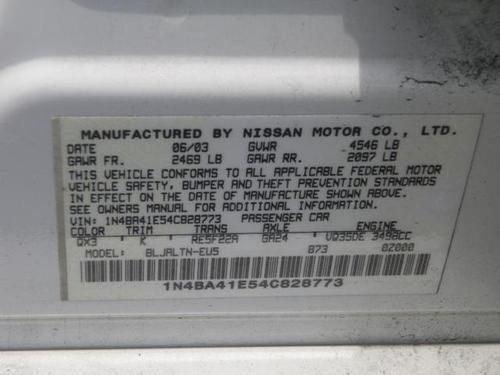 MANUFACTURED BY NISSAN MOTOR CO., LTD.
DATE 06/03 GVWR 4546 LB
GAWR FR. 2469 LB GAWR RR. 2097 LB
THIS VEHICLE CONFORMS TO ALL APPLICABLE FEDERAL MOTOR
VEHICLE SAFETY, BUMPER AND THEFT PREVENTION STANDARDS
IN EFFECT ON THE DATE OF MANUFACTURE SHOWN ABOVE.
SEE OWNERS MANUAL FOR ADDITIONAL INFORMATION.
VIN: 1N4BA41E54C828773 PASSENGER CAR
COLOR TRIM TRANS AXLE ENGINE
QX3 K RE5F22A GA24 VQ35DE 3498CC
MODEL: BLJALTN-EU5 873 0Z000
1N4BA41E54C828773